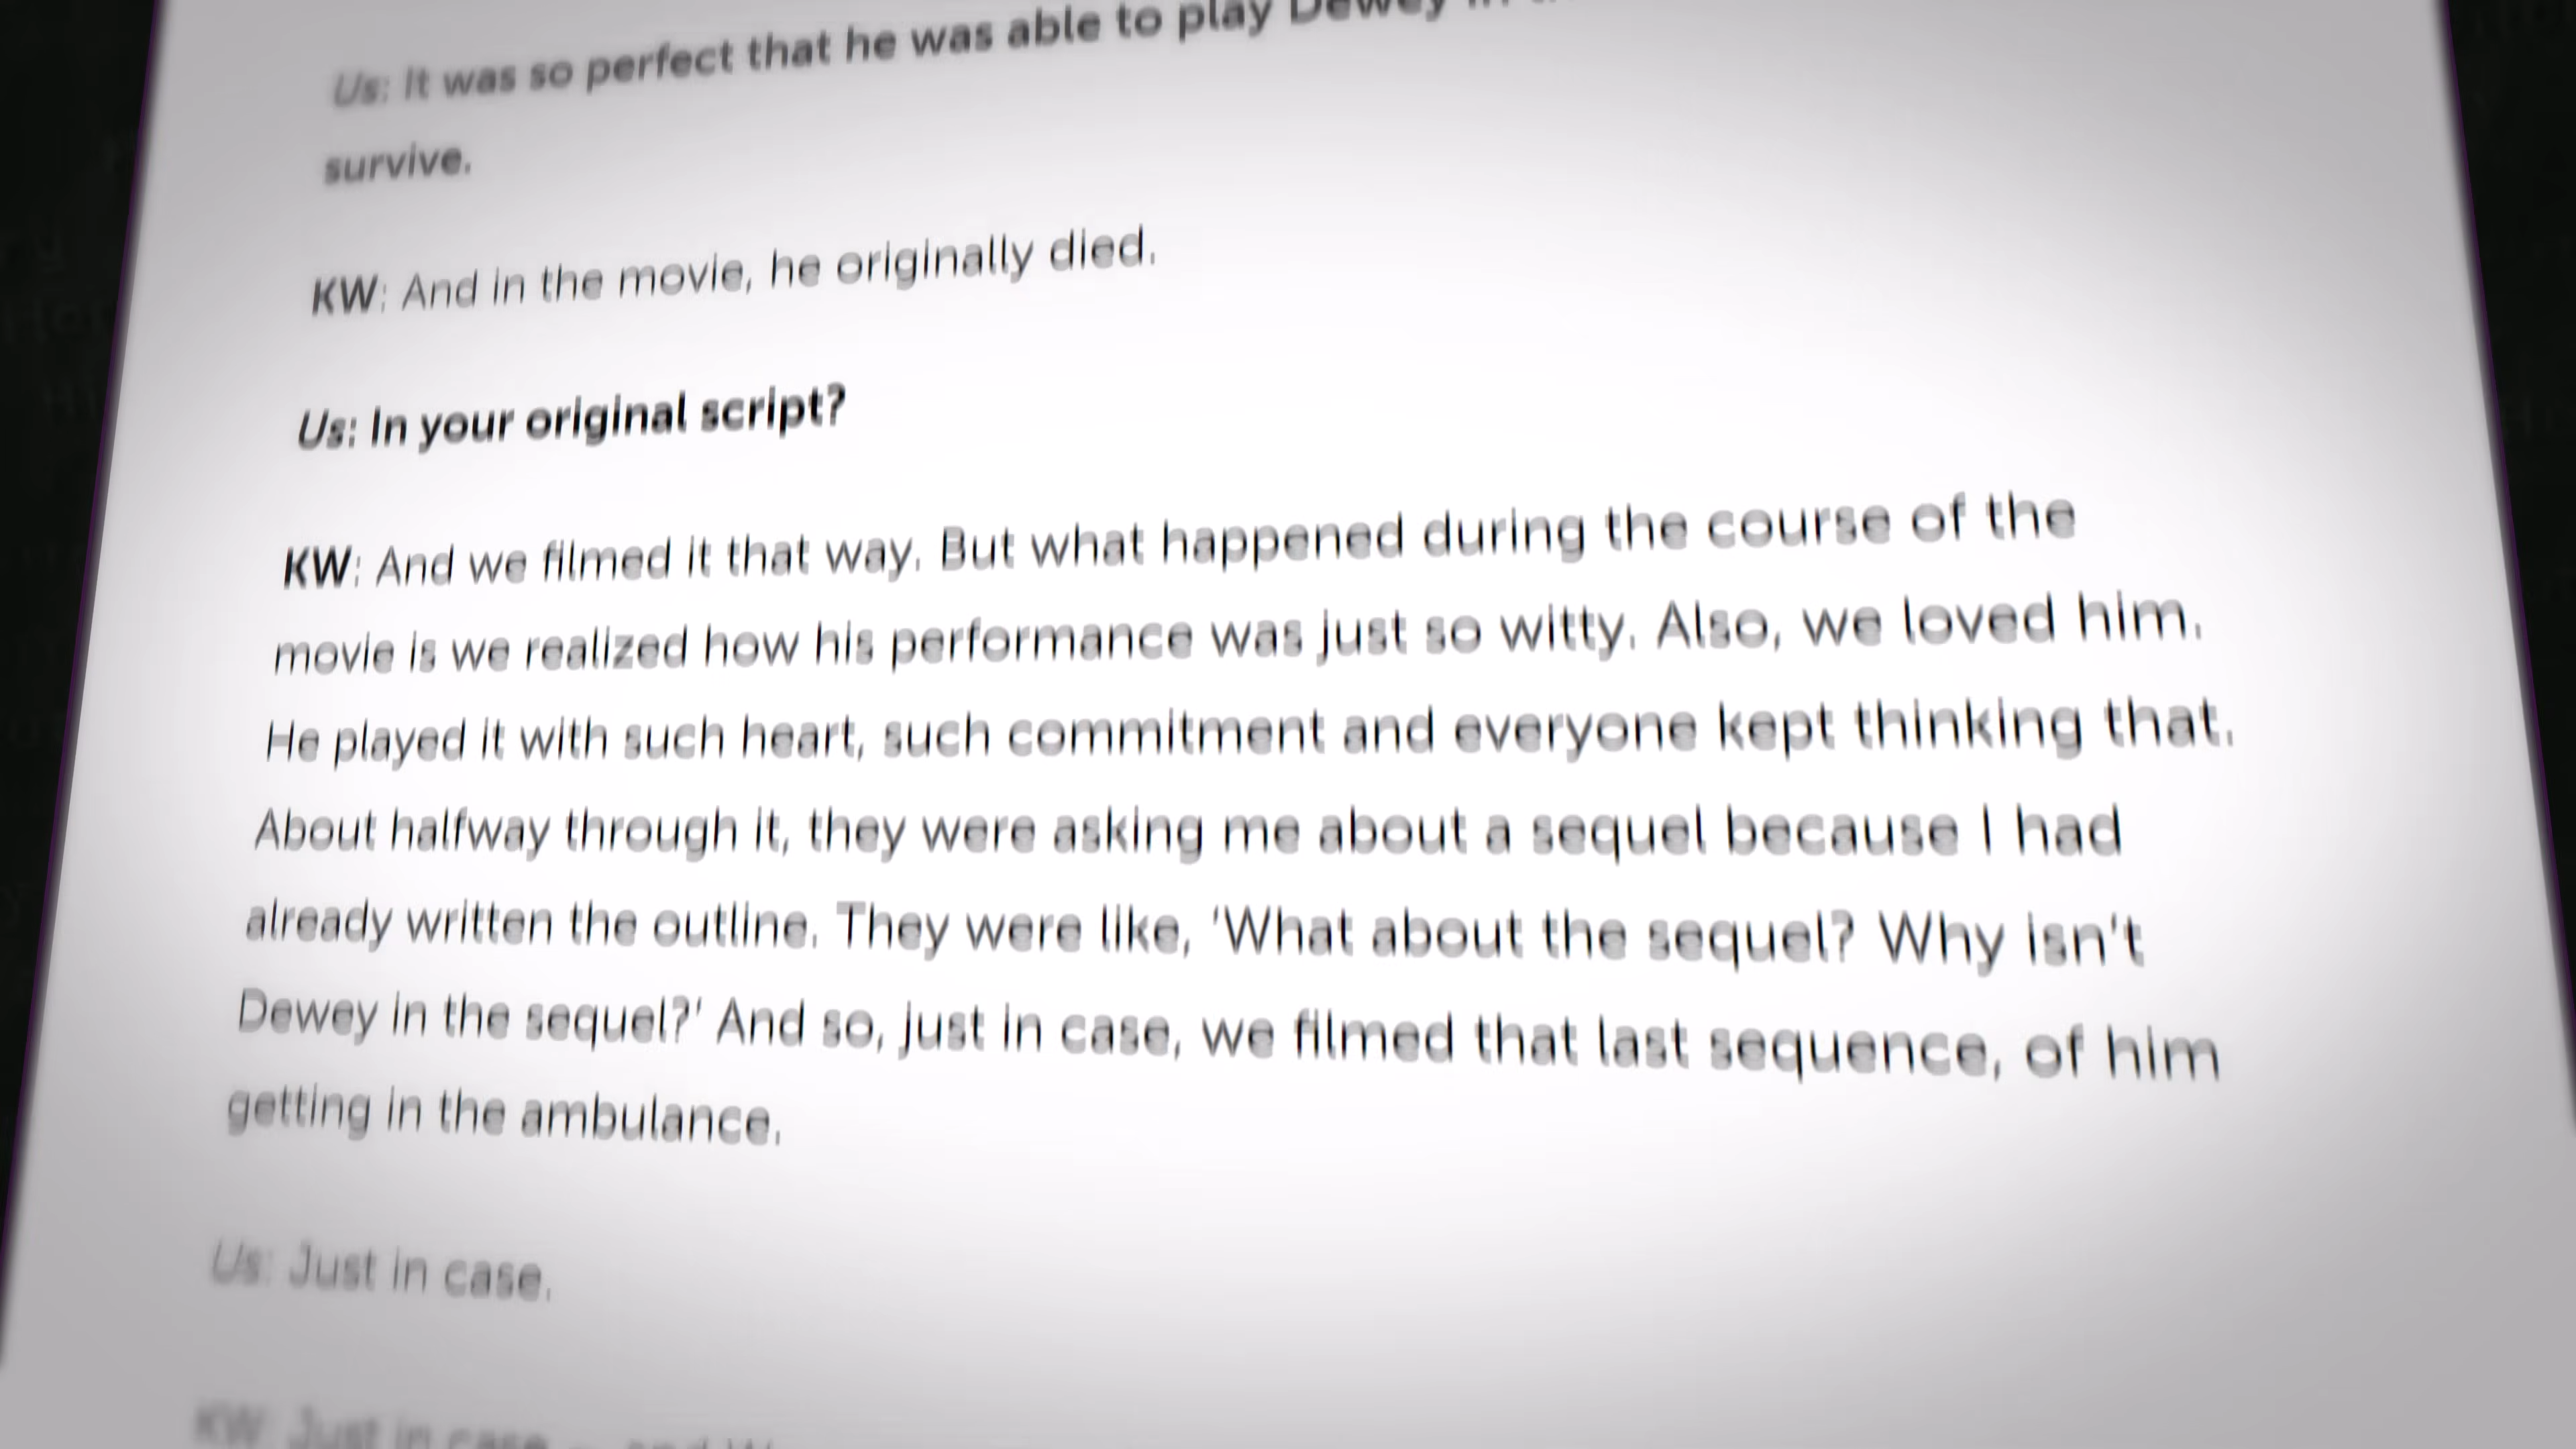 Us: It was so perfect that he was able to play Dewey in
survive.
KW: And in the movie, he originally died.
Us: In your original script?
KW: And we filmed it that way. But what happened during the course of the
movie is we realized how his performance was just so witty. Also, we loved him.
He played it with such heart, such commitment and everyone kept thinking that.
About halfway through it, they were asking me about a sequel because I had
already written the outline. They were like, 'What about the sequel? Why isn't
Dewey in the sequel?' And so, just in case, we filmed that last sequence, of him
getting in the ambulance.
Us: Just in case.
KW: Just in case